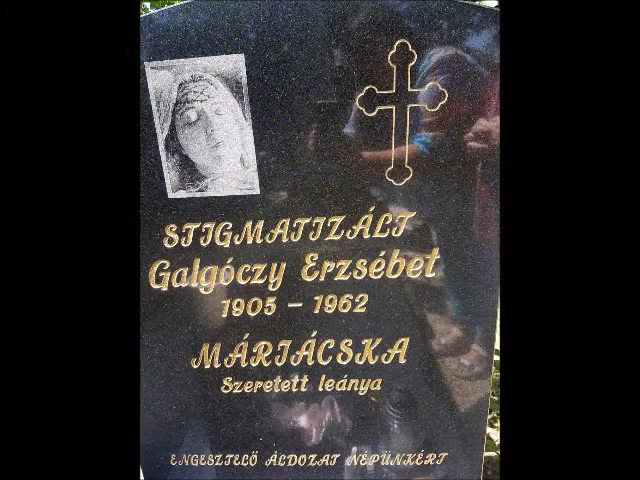 STIGMATIZÁLT
Galgóczy Erzsébet
1905 – 1962
MÁRIÁCSKA
Szeretett leánya
ENGESZTELŐ ÁLDOZAT NÉPÜNKÉRT